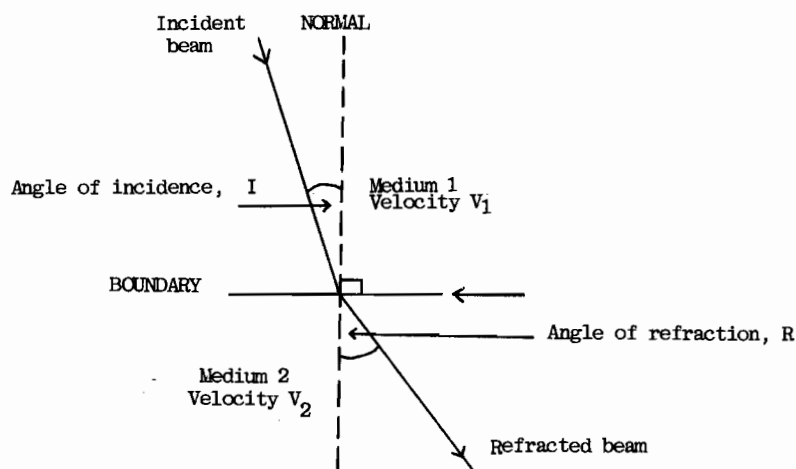 Incident
beam
NORMAL
Angle of incidence, I
Medium 1
Velocity V₁
BOUNDARY
Angle of refraction, R
Medium 2
Velocity V₂
Refracted beam